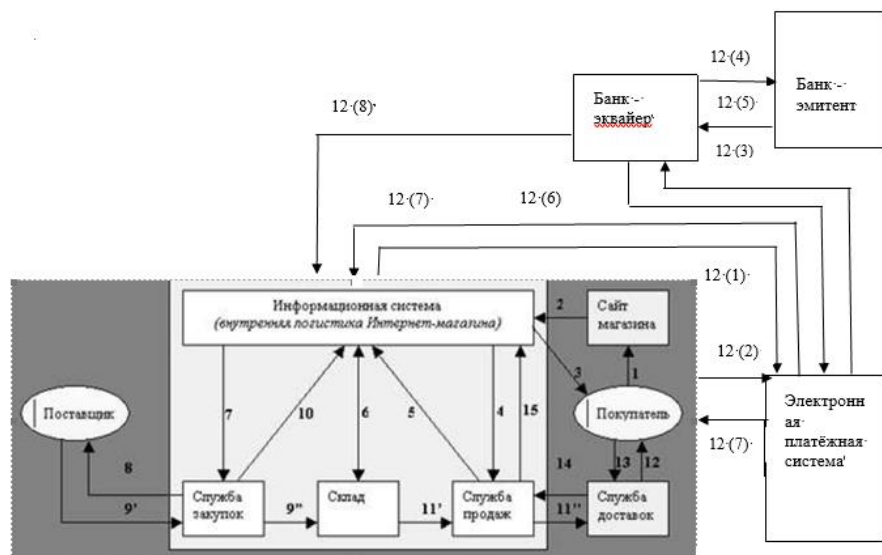 12 (4)
Банк -
эмитент
Банк -
эквайер
12 (5)
12 (8)
12 (3)
12 (7)
12 (6)
12 (1)
Информационная система
(внутренняя логистика Интернет-магазина)
2
Сайт
магазина
12 (2)
3
1
Электронн
ая
платёжная
система
Поставщик
7
10
6
5
4
15
Покупатель
12 (7)
8
14
13
12
9'
Служба
закупок
9"
Склад
11'
Служба
продаж
11"
Служба
доставок